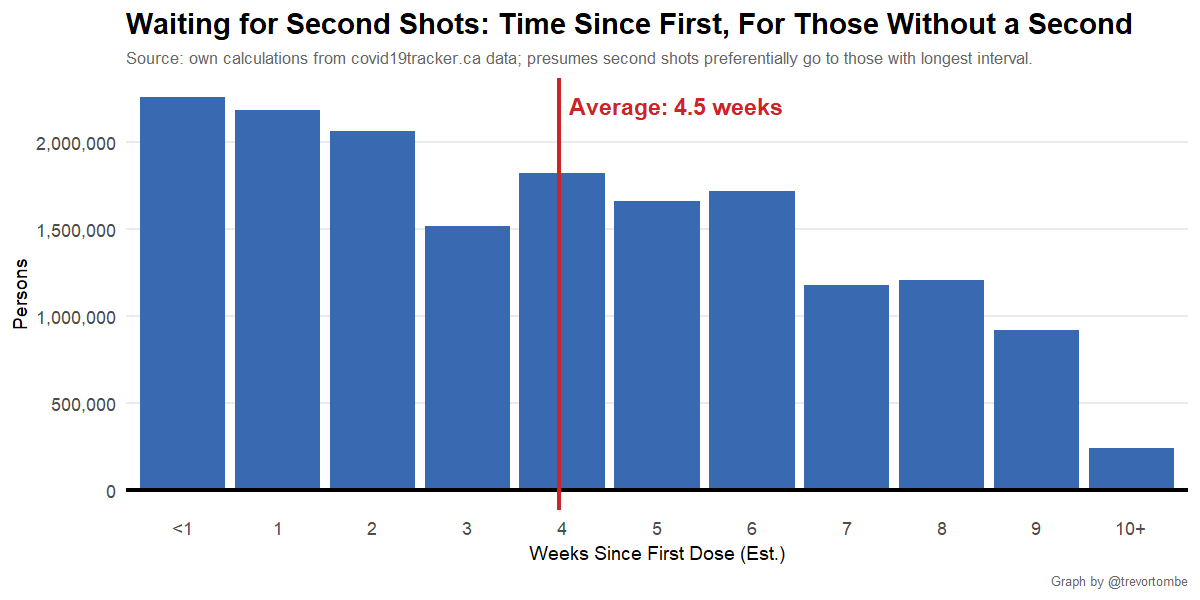 Waiting for Second Shots: Time Since First, For Those Without a Second
Source: own calculations from covid19tracker.ca data; presumes second shots preferentially go to those with longest interval.
Average: 4.5 weeks
2,000,000
1,500,000
1,000,000
500,000
0
Persons
<1 1 2 3 4 5 6 7 8 9 10+
Weeks Since First Dose (Est.)
Graph by @trevortombe